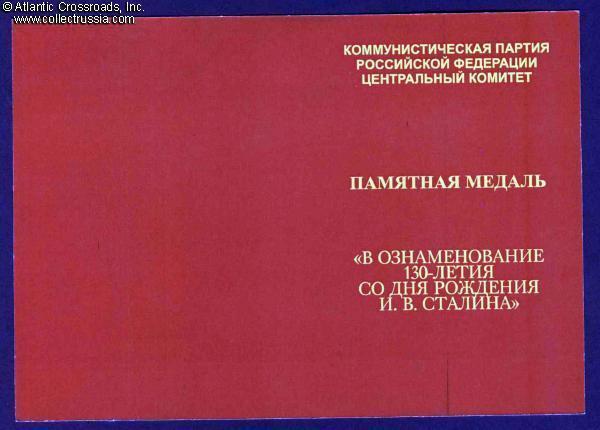 © Atlantic Crossroads, Inc.
www.collectrussia.com
КОММУНИСТИЧЕСКАЯ ПАРТИЯ
РОССИЙСКОЙ ФЕДЕРАЦИИ
ЦЕНТРАЛЬНЫЙ КОМИТЕТ
ПАМЯТНАЯ МЕДАЛЬ
«В ОЗНАМЕНОВАНИЕ
130-ЛЕТИЯ
СО ДНЯ РОЖДЕНИЯ
И. В. СТАЛИНА»